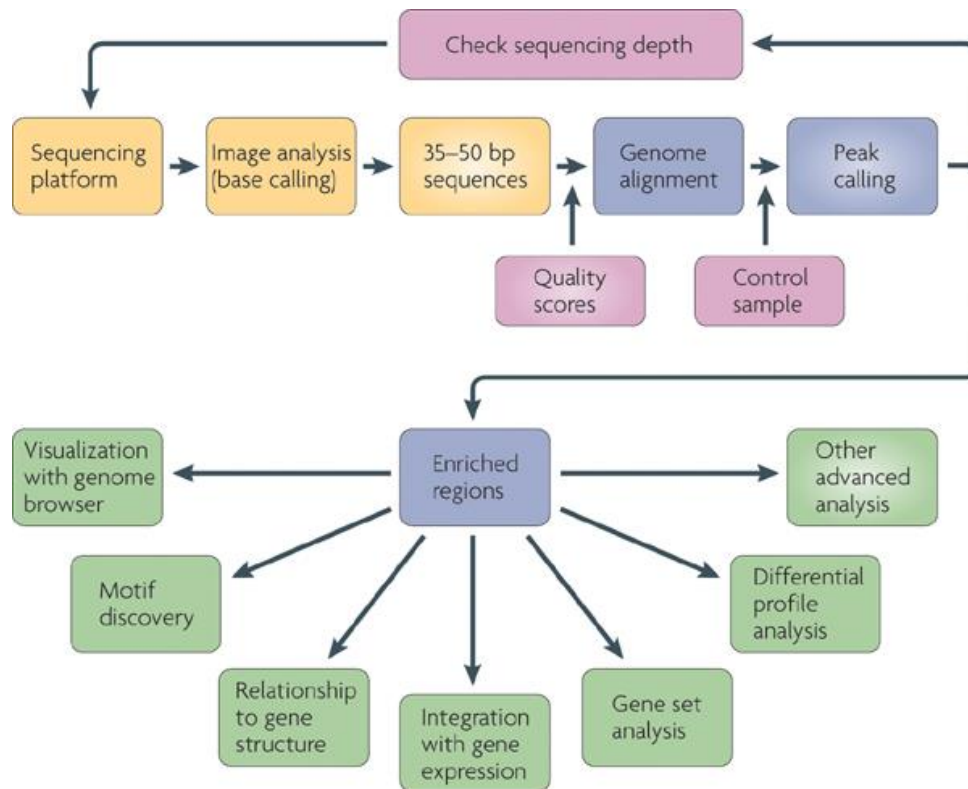 Check sequencing depth
Sequencing
platform
Image analysis
(base calling)
35–50 bp
sequences
Genome
alignment
Peak
calling
Quality
scores
Control
sample
Visualization
with genome
browser
Enriched
regions
Other
advanced
analysis
Motif
discovery
Differential
profile
analysis
Relationship
to gene
structure
Integration
with gene
expression
Gene set
analysis